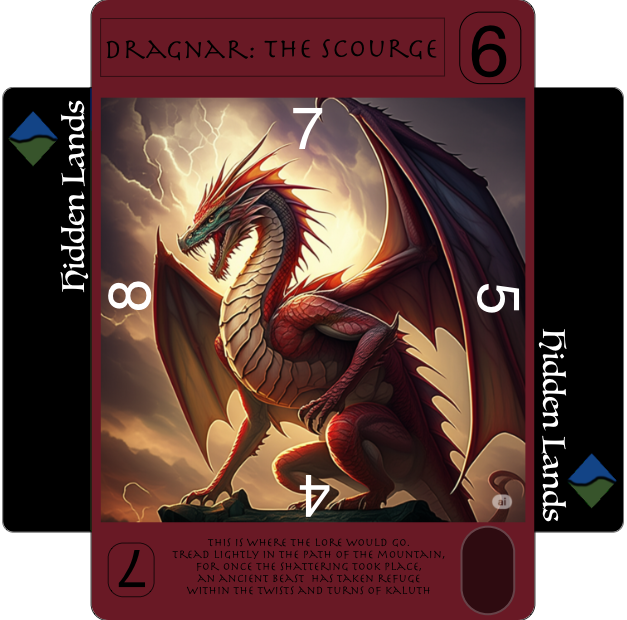 DRAGNAR: THE SCOURGE
6
Hidden Lands
7
8
5
Hidden Lands
4
ai
7
THIS IS WHERE THE LORE WOULD GO.
TREAD LIGHTLY IN THE PATH OF THE MOUNTAIN,
FOR ONCE THE SHATTERING TOOK PLACE,
AN ANCIENT BEAST HAS TAKEN REFUGE
WITHIN THE TWISTS AND TURNS OF KALUTH